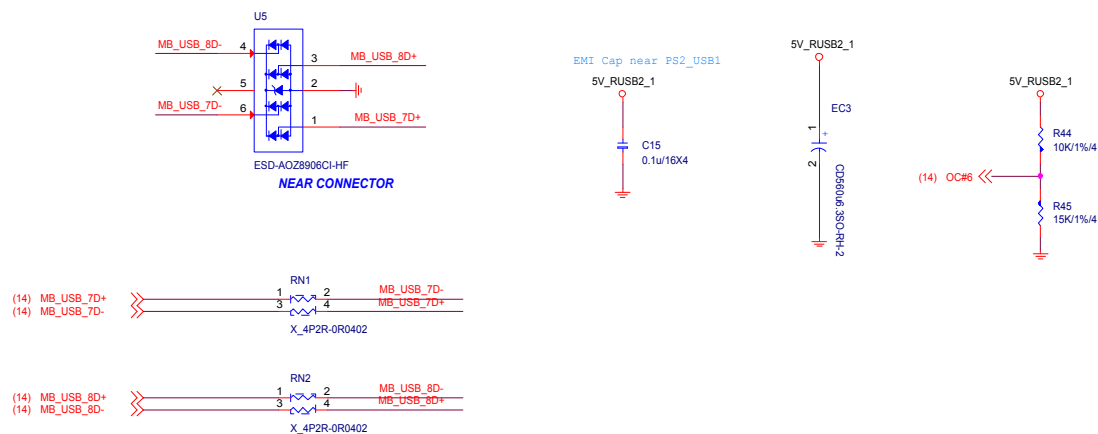 U5
MB_USB_8D-
4
3
MB_USB_8D+
5
2
MB_USB_7D-
6
1
MB_USB_7D+
ESD-AOZ8906CI-HF
NEAR CONNECTOR
EMI Cap near PS2_USB1
5V_RUSB2_1
C15
0.1u/16X4
5V_RUSB2_1
EC3
1
+
2
CD560u6.3SO-RH-2
5V_RUSB2_1
R44
10K/1%/4
(14) OC#6
R45
15K/1%/4
RN1
(14) MB_USB_7D+
1
2
MB_USB_7D-
(14) MB_USB_7D-
3
4
MB_USB_7D+
X_4P2R-0R0402
RN2
(14) MB_USB_8D+
1
2
MB_USB_8D-
(14) MB_USB_8D-
3
4
MB_USB_8D+
X_4P2R-0R0402